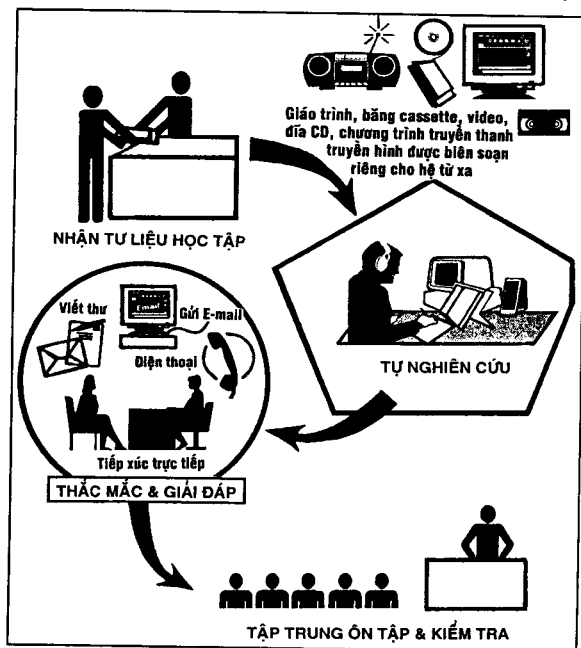 Giáo trình, băng cassette, video,
đĩa CD, chương trình truyền thanh
truyền hình được biên soạn
riêng cho hệ từ xa
NHẬN TƯ LIỆU HỌC TẬP
Viết thư
Email
Gửi E-mail
Điện thoại
TỰ NGHIÊN CỨU
Tiếp xúc trực tiếp
THẮC MẮC & GIẢI ĐÁP
TẬP TRUNG ÔN TẬP & KIỂM TRA